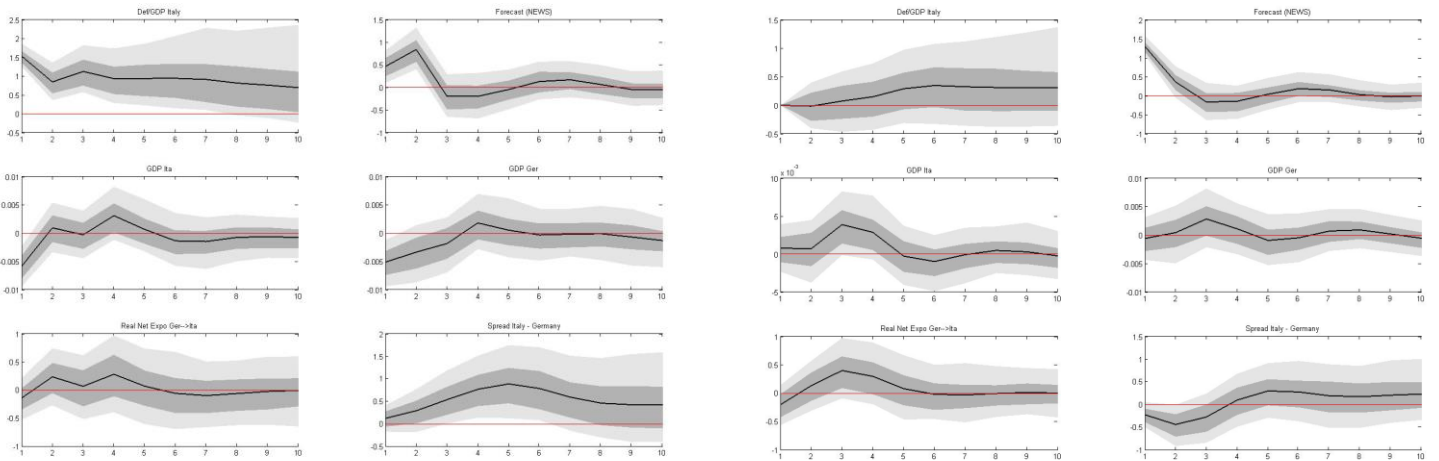 Def/GDP Italy
2.5
2
1.5
1
0.5
0
-0.5
1 2 3 4 5 6 7 8 9 10
Forecast (NEWS)
1.5
1
0.5
0
-0.5
-1
1 2 3 4 5 6 7 8 9 10
Def/GDP Italy
1.5
1
0.5
0
-0.5
1 2 3 4 5 6 7 8 9 10
Forecast (NEWS)
2
1.5
1
0.5
0
-0.5
-1
1 2 3 4 5 6 7 8 9 10
GDP Ita
0.01
0.005
0
-0.005
-0.01
1 2 3 4 5 6 7 8 9 10
GDP Ger
0.01
0.005
0
-0.005
-0.01
1 2 3 4 5 6 7 8 9 10
GDP Ita
x 10⁻³
10
5
0
-5
1 2 3 4 5 6 7 8 9 10
GDP Ger
0.01
0.005
0
-0.005
-0.01
1 2 3 4 5 6 7 8 9 10
Real Net Expo Ger-->Ita
1
0.5
0
-0.5
-1
1 2 3 4 5 6 7 8 9 10
Spread Italy - Germany
2
1.5
1
0.5
0
-0.5
1 2 3 4 5 6 7 8 9 10
Real Net Expo Ger-->Ita
1
0.5
0
-0.5
-1
1 2 3 4 5 6 7 8 9 10
Spread Italy - Germany
1.5
1
0.5
0
-0.5
-1
1 2 3 4 5 6 7 8 9 10